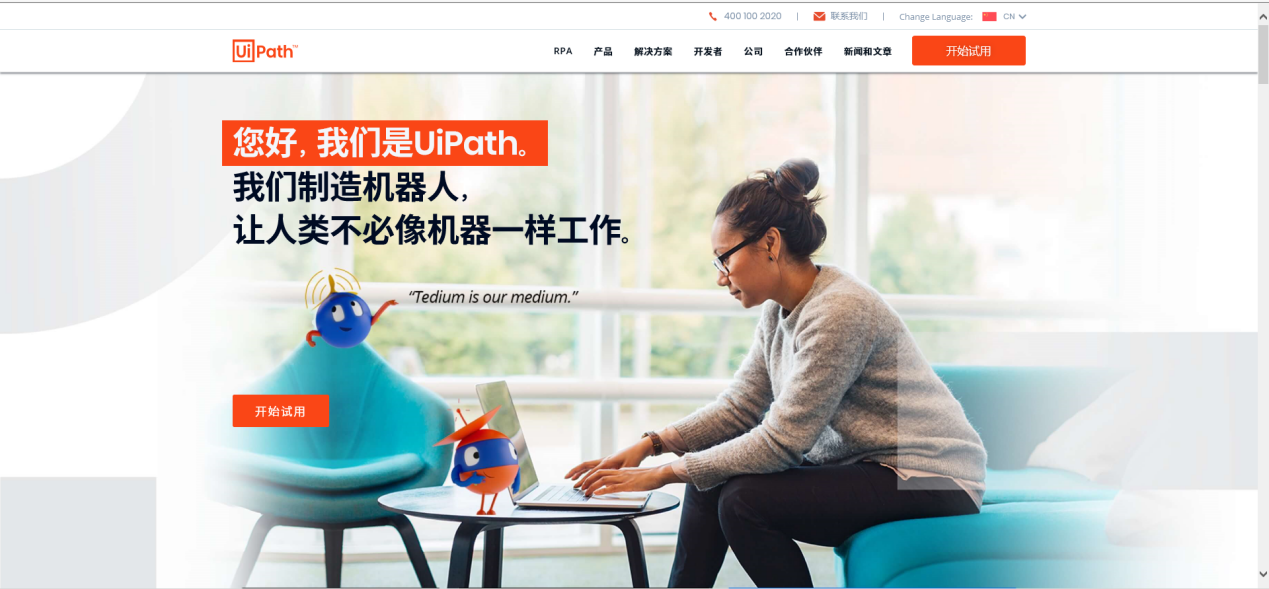 400 100 2020 | 联系我们 | Change Language: CN
UiPath™
RPA 产品 解决方案 开发者 公司 合作伙伴 新闻和文章 开始试用
您好，我们是UiPath。
我们制造机器人，
让人类不必像机器一样工作。
“Tedium is our medium.”
开始试用